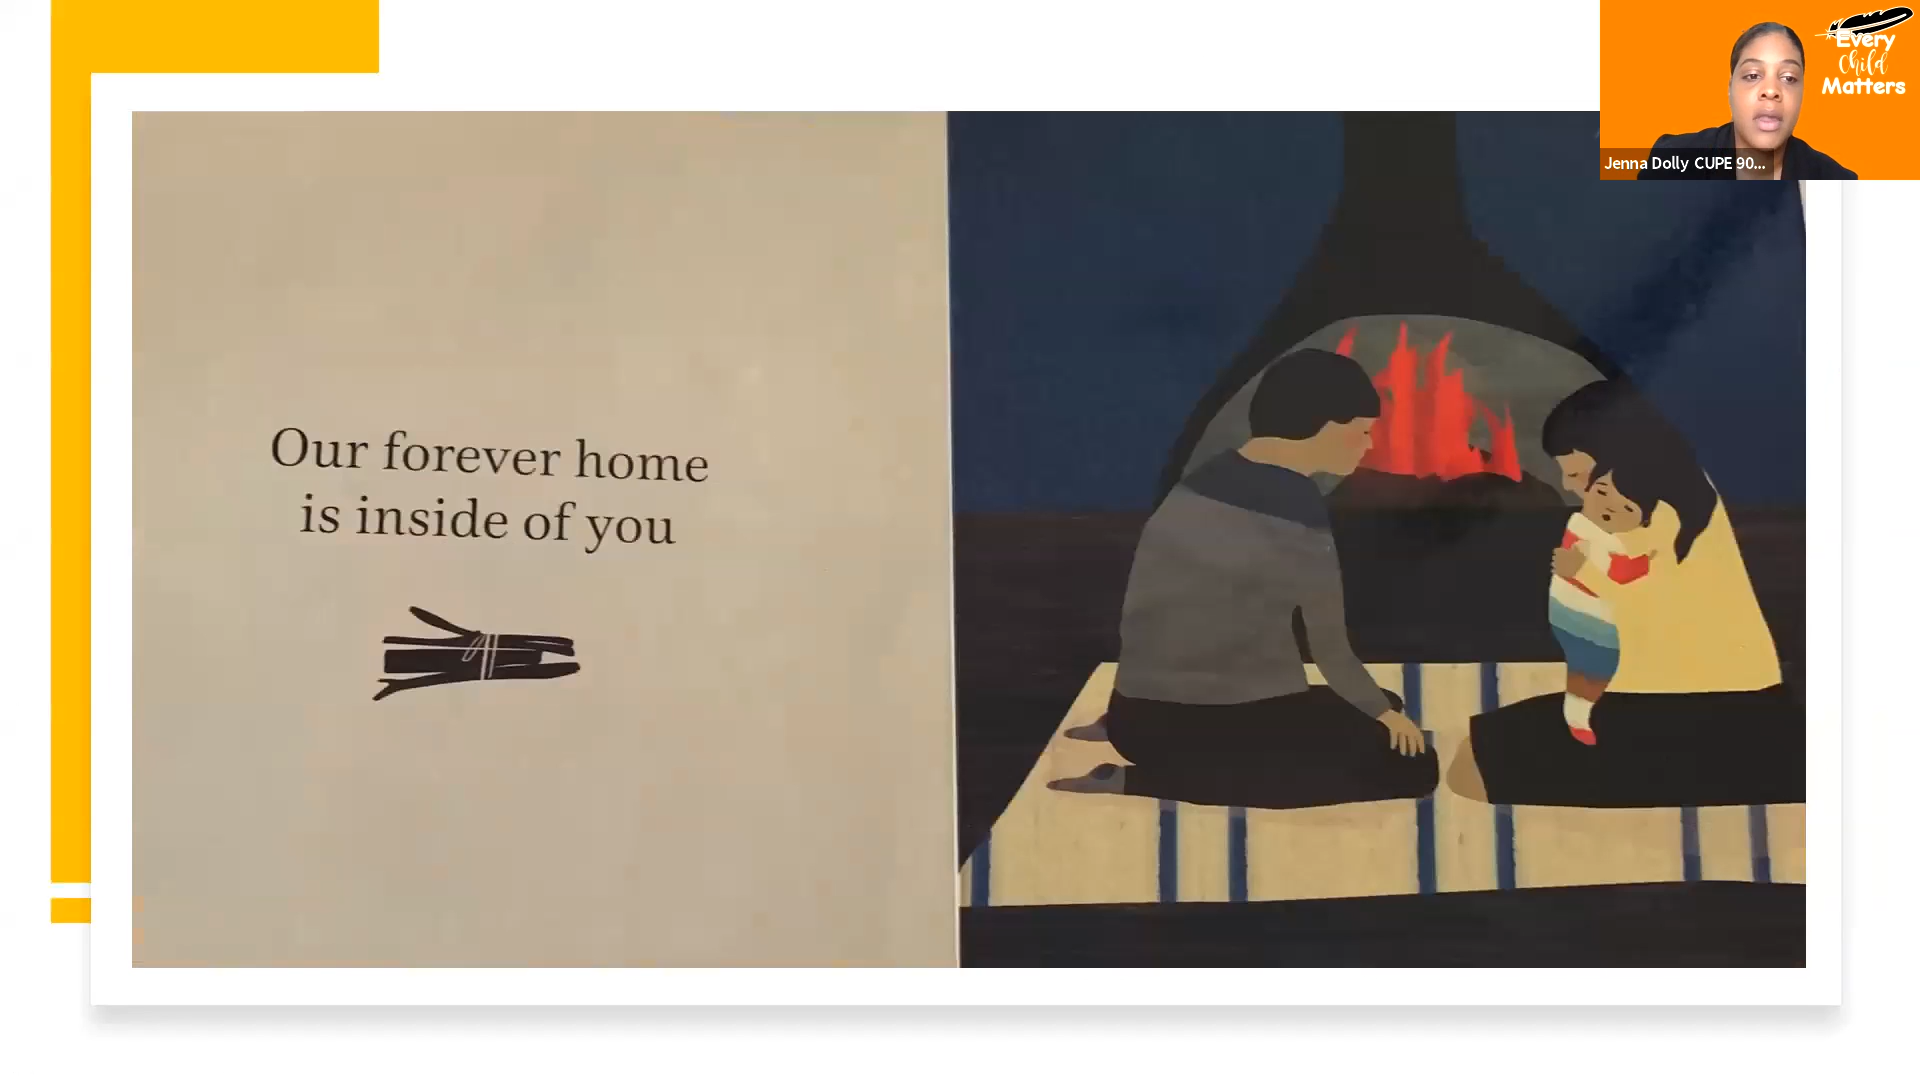 Our forever home
is inside of you
Every
Child
Matters
Jenna Dolly CUPE 90...